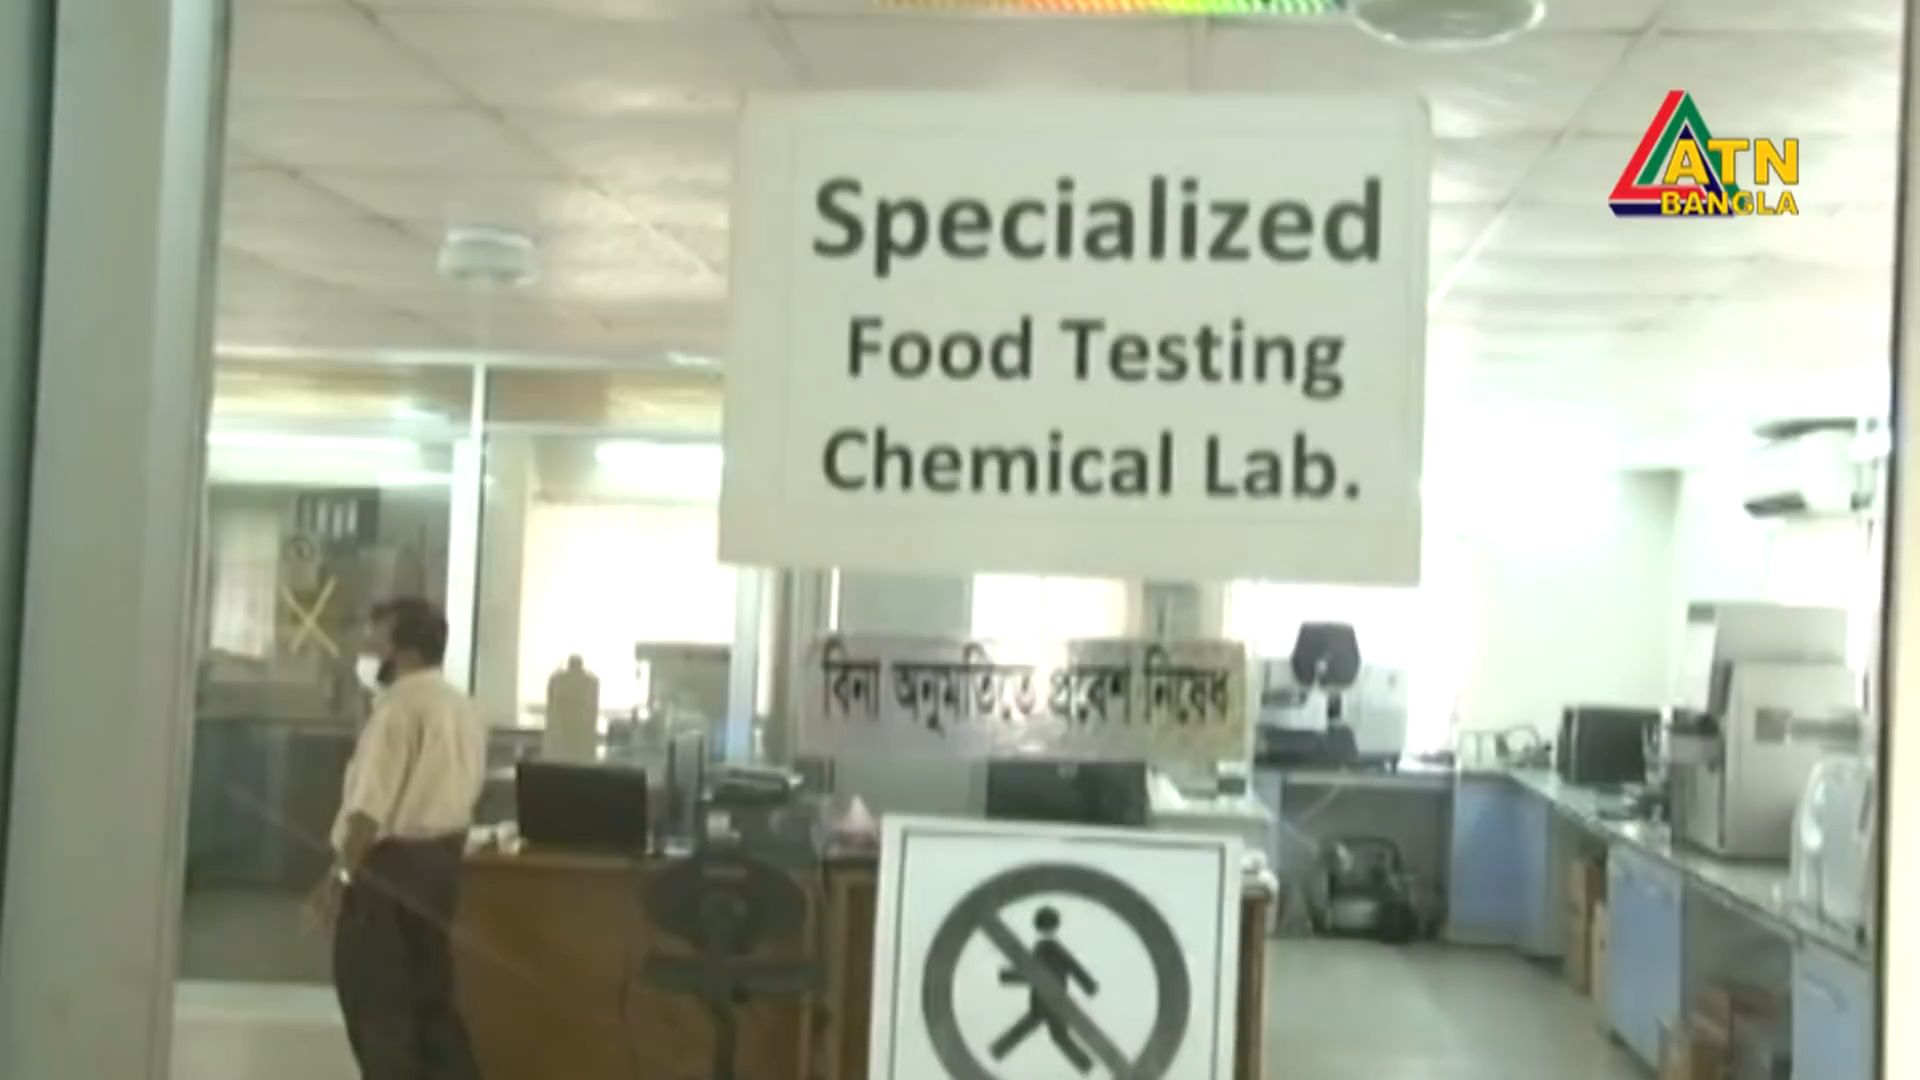 ATN
BANGLA
Specialized
Food Testing
Chemical Lab.
বিনা অনুমতিতে প্রবেশ নিষেধ